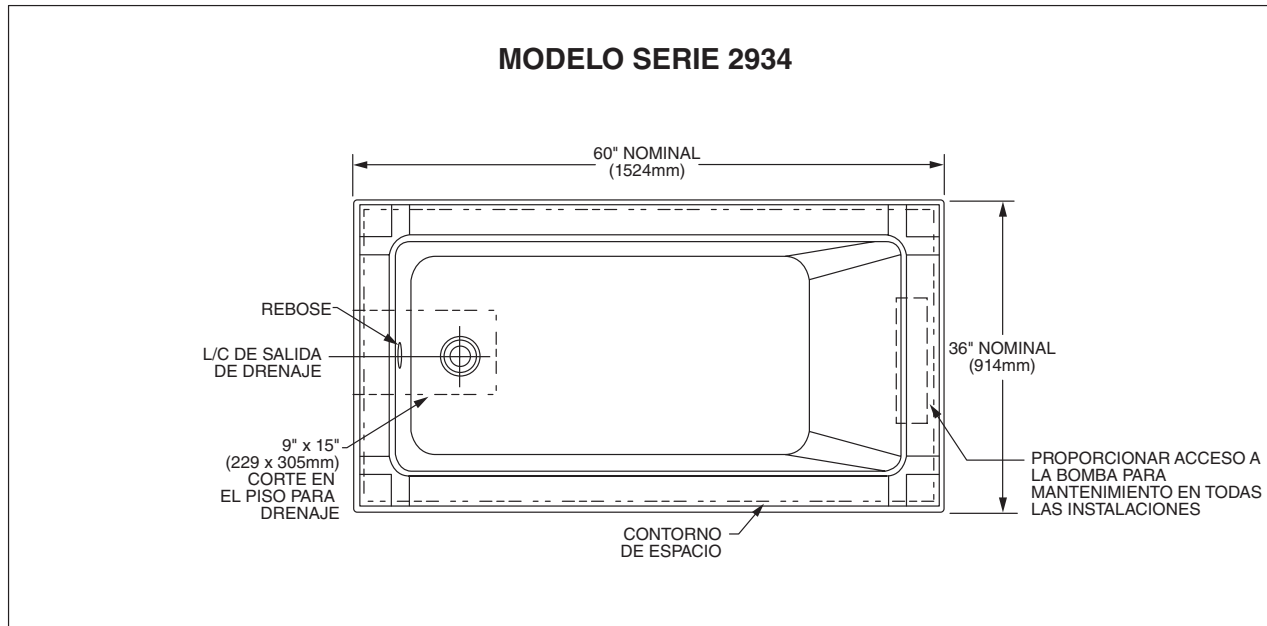 MODELO SERIE 2934
60" NOMINAL
(1524mm)
REBOSE
L/C DE SALIDA
DE DRENAJE
36" NOMINAL
(914mm)
9" x 15"
(229 x 305mm)
CORTE EN
EL PISO PARA
DRENAJE
PROPORCIONAR ACCESO A
LA BOMBA PARA
MANTENIMIENTO EN TODAS
LAS INSTALACIONES
CONTORNO
DE ESPACIO